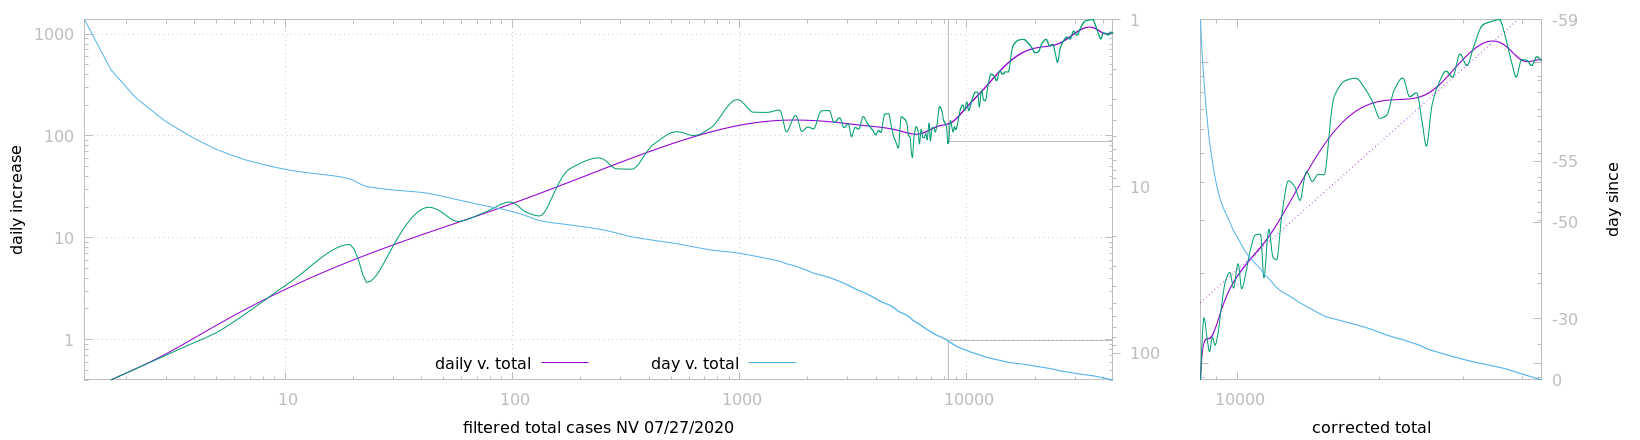 1000
100
10
1
daily increase
10
100
1000
10000
filtered total cases NV 07/27/2020
daily v. total
day v. total
1
10
100
10000
corrected total
-59
-55
-50
-30
0
day since